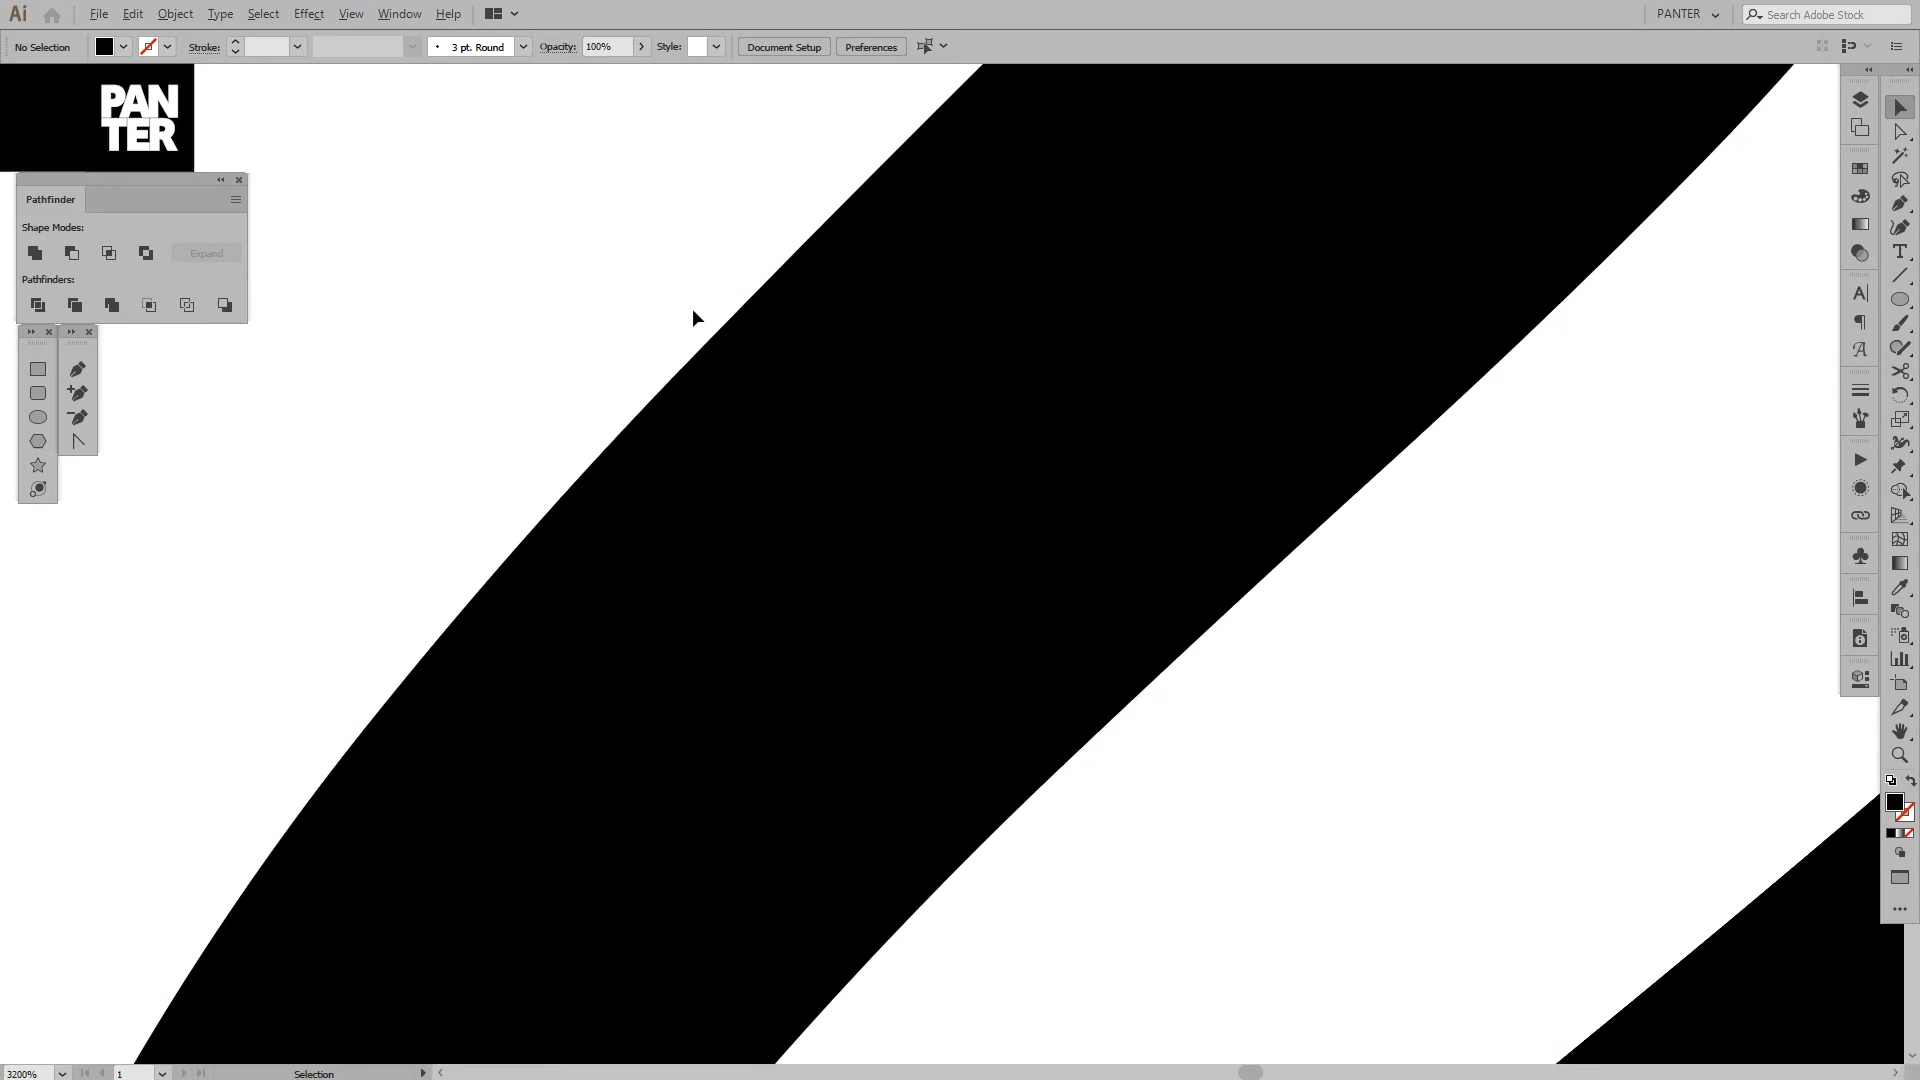 Ai File Edit Object Type Select Effect View Window Help PANTER Search Adobe Stock
No Selection Stroke: 3 pt. Round Opacity: 100% Style: Document Setup Preferences
PAN
TER
Pathfinder
Shape Modes:
Expand
Pathfinders:
3200% 1 Selection